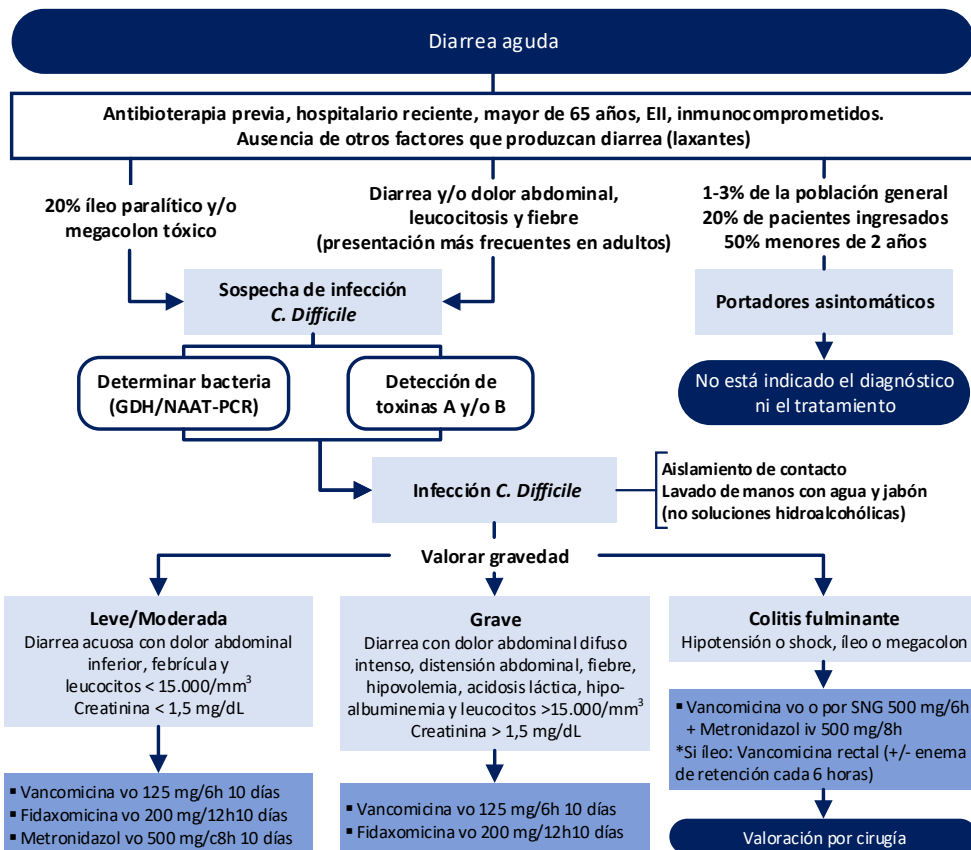 Diarrea aguda
Antibioterapia previa, hospitalario reciente, mayor de 65 años, EII, inmunocomprometidos.
Ausencia de otros factores que produzcan diarrea (laxantes)
20% íleo paralítico y/o
megacolon tóxico
Diarrea y/o dolor abdominal,
leucocitosis y fiebre
(presentación más frecuentes en adultos)
1-3% de la población general
20% de pacientes ingresados
50% menores de 2 años
Sospecha de infección
C. Difficile
Portadores asintomáticos
Determinar bacteria
(GDH/NAAT-PCR)
Detección de
toxinas A y/o B
No está indicado el diagnóstico
ni el tratamiento
Infección C. Difficile
Aislamiento de contacto
Lavado de manos con agua y jabón
(no soluciones hidroalcohólicas)
Valorar gravedad
Leve/Moderada
Diarrea acuosa con dolor abdominal
inferior, febrícula y
leucocitos < 15.000/mm³
Creatinina < 1,5 mg/dL
Grave
Diarrea con dolor abdominal difuso
intenso, distensión abdominal, fiebre,
hipovolemia, acidosis láctica, hipo-
albuminemia y leucocitos >15.000/mm³
Creatinina > 1,5 mg/dL
Colitis fulminante
Hipotensión o shock, íleo o megacolon
▪ Vancomicina vo o por SNG 500 mg/6h
+ Metronidazol iv 500 mg/8h
*Si íleo: Vancomicina rectal (+/- enema
de retención cada 6 horas)
▪ Vancomicina vo 125 mg/6h 10 días
▪ Fidaxomicina vo 200 mg/12h 10 días
▪ Metronidazol vo 500 mg/c8h 10 días
▪ Vancomicina vo 125 mg/6h 10 días
▪ Fidaxomicina vo 200 mg/12h10 días
Valoración por cirugía